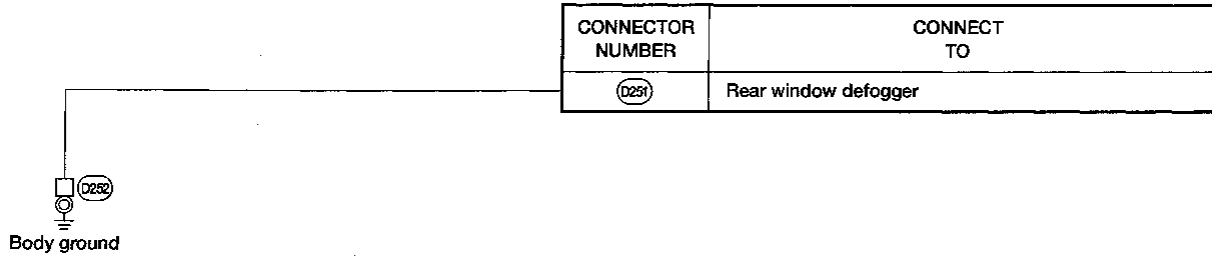 CONNECTOR
NUMBER
CONNECT
TO
D251
Rear window defogger
D252
Body ground